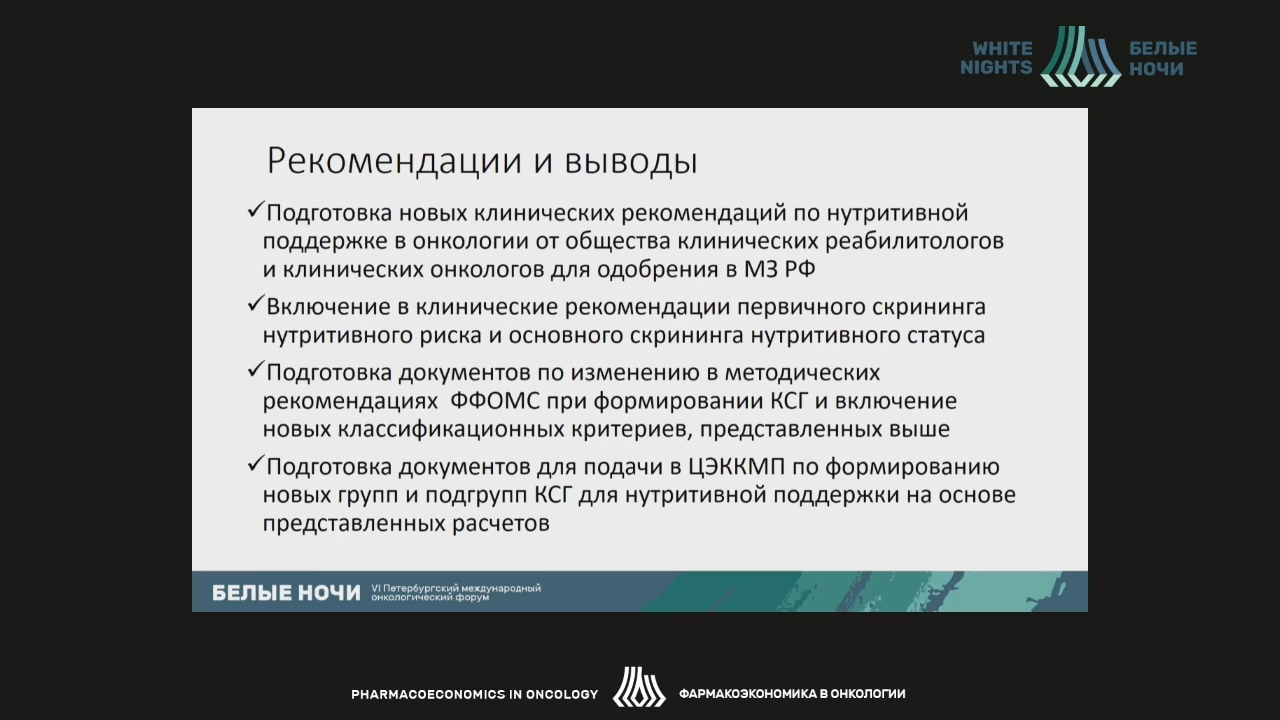 WHITE
NIGHTS
БЕЛЫЕ
НОЧИ
Рекомендации и выводы
✓Подготовка новых клинических рекомендаций по нутритивной
поддержке в онкологии от общества клинических реабилитологов
и клинических онкологов для одобрения в МЗ РФ
✓Включение в клинические рекомендации первичного скрининга
нутритивного риска и основного скрининга нутритивного статуса
✓Подготовка документов по изменению в методических
рекомендациях ФФОМС при формировании КСГ и включение
новых классификационных критериев, представленных выше
✓Подготовка документов для подачи в ЦЭККМП по формированию
новых групп и подгрупп КСГ для нутритивной поддержки на основе
представленных расчетов
БЕЛЫЕ НОЧИ
VI Петербургский международный
онкологический форум
PHARMACOECONOMICS IN ONCOLOGY
ФАРМАКОЭКОНОМИКА В ОНКОЛОГИИ